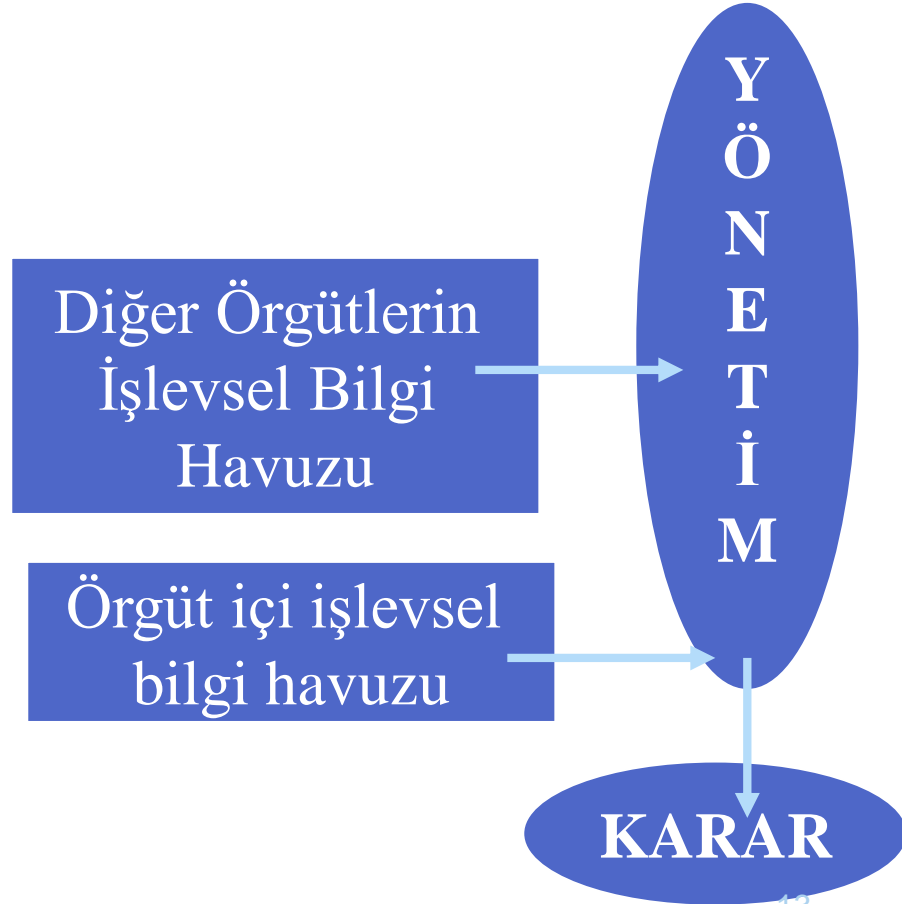 Y
Ö
N
E
T
İ
M
Diğer Örgütlerin
İşlevsel Bilgi
Havuzu
Örgüt içi işlevsel
bilgi havuzu
KARAR